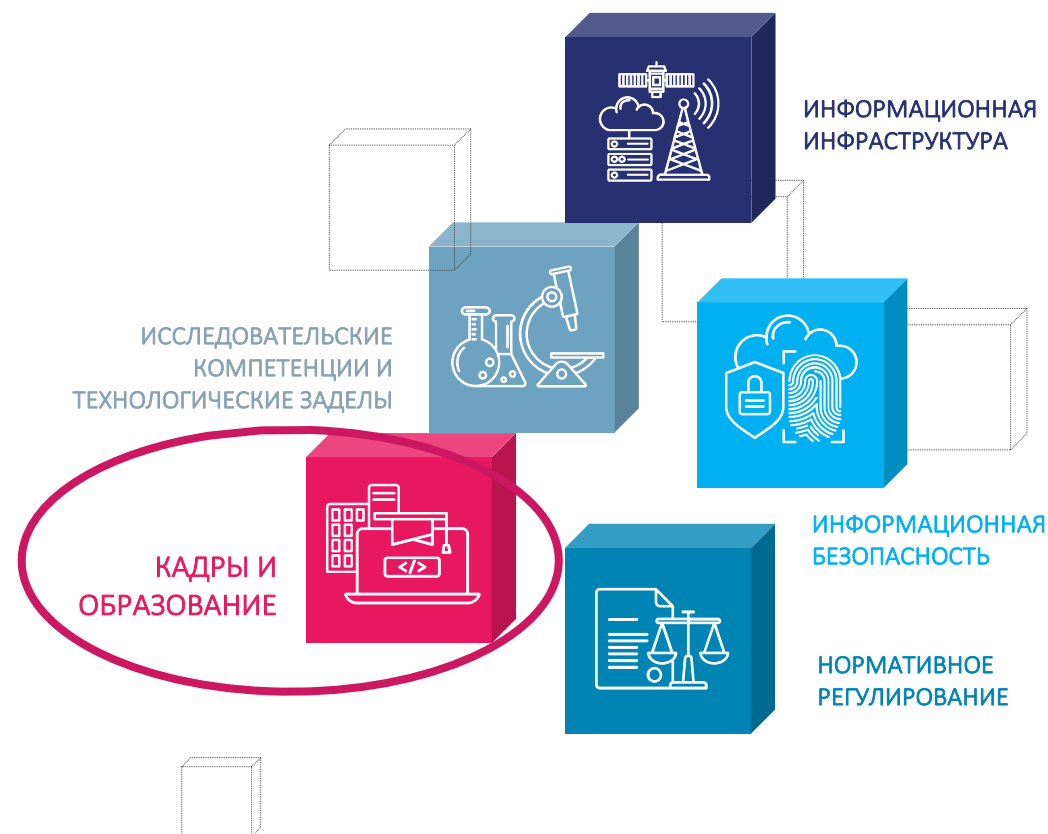 ИНФОРМАЦИОННАЯ
ИНФРАСТРУКТУРА
ИССЛЕДОВАТЕЛЬСКИЕ
КОМПЕТЕНЦИИ И
ТЕХНОЛОГИЧЕСКИЕ ЗАДЕЛЫ
ИНФОРМАЦИОННАЯ
БЕЗОПАСНОСТЬ
КАДРЫ И
ОБРАЗОВАНИЕ
</>
НОРМАТИВНОЕ
РЕГУЛИРОВАНИЕ